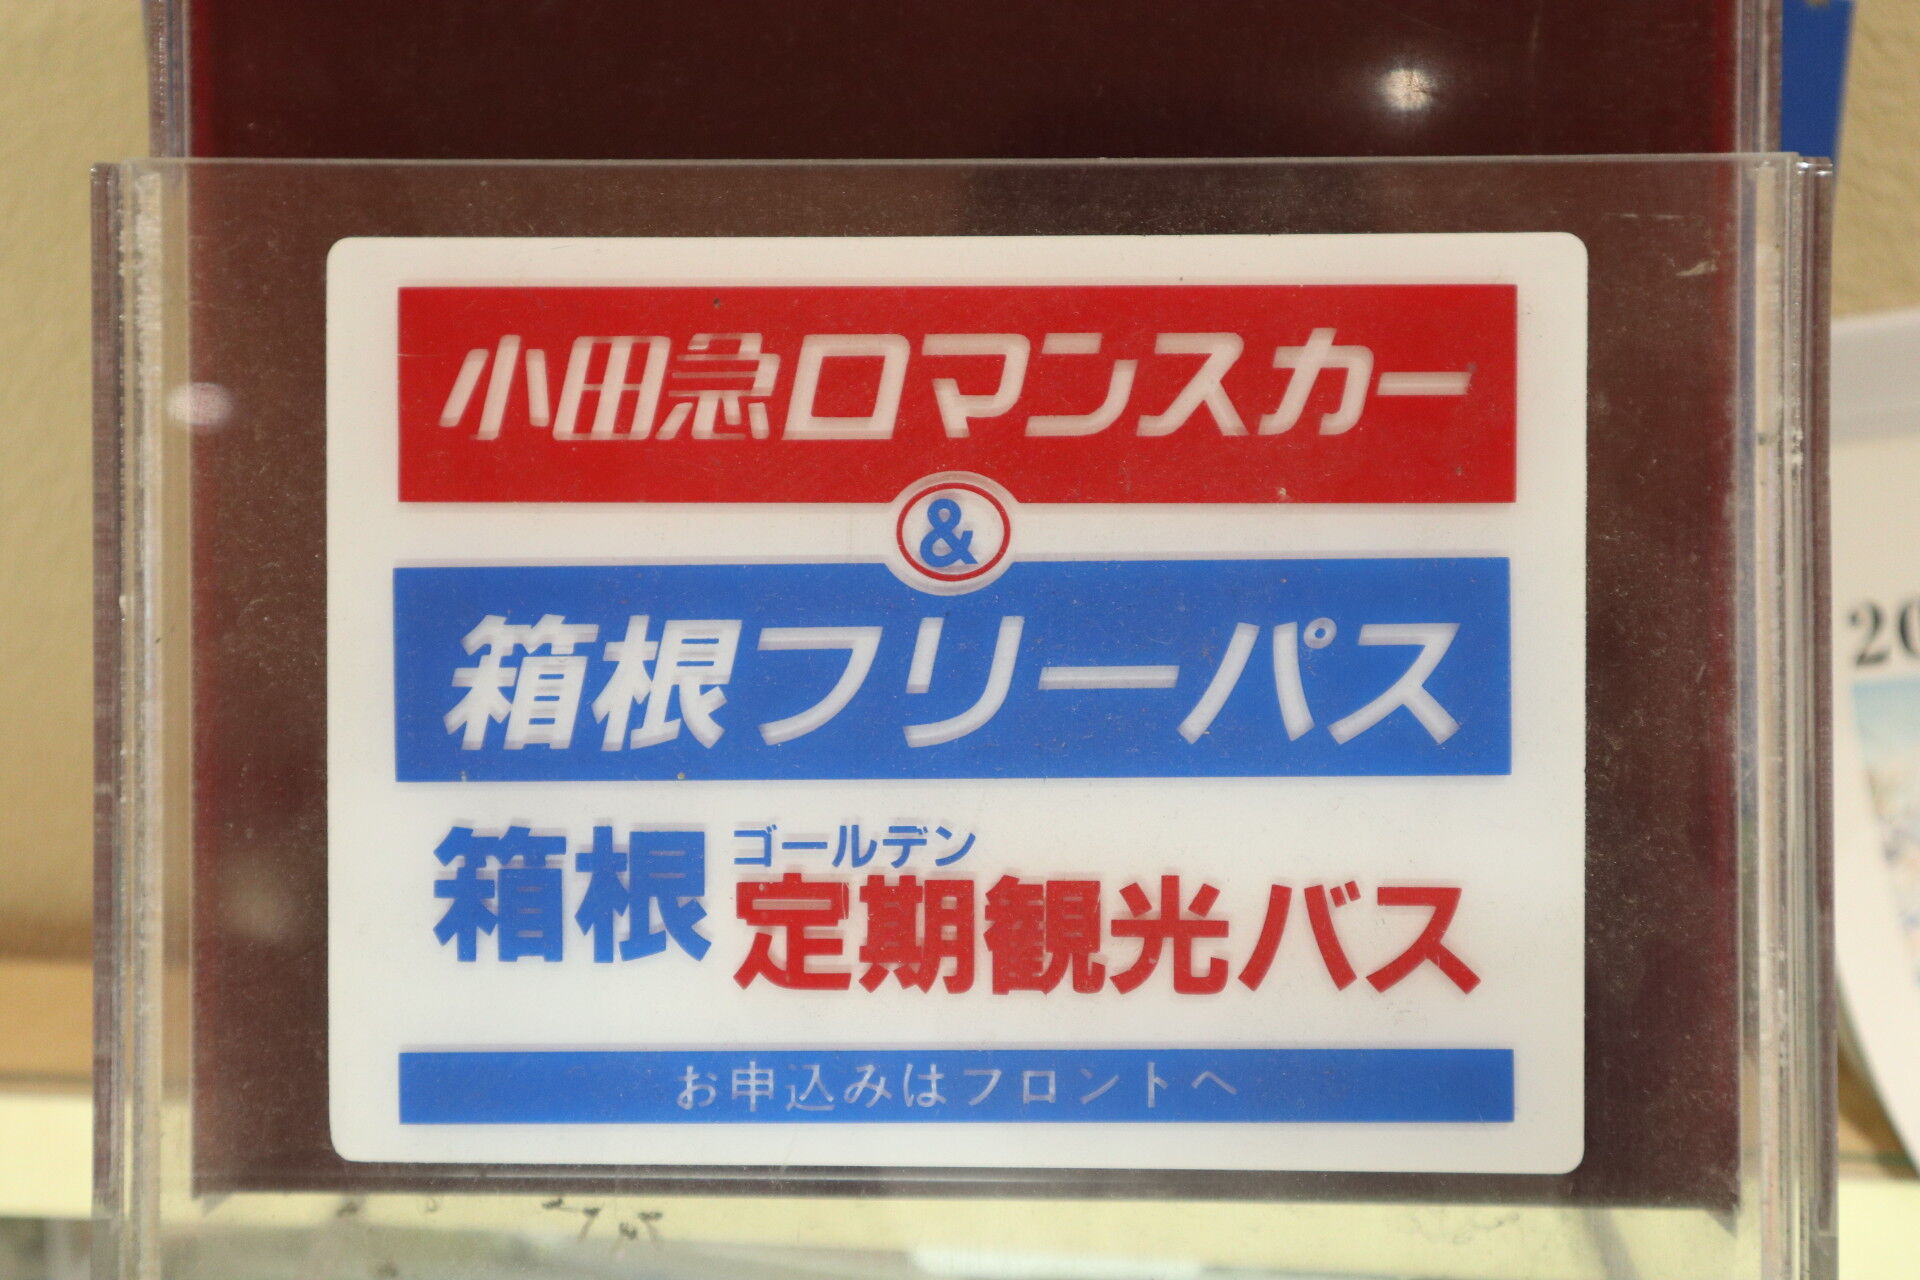 小田急ロマンスカー
&
箱根フリーパス
ゴールデン
箱根定期観光バス
お申込みはフロントへ
20